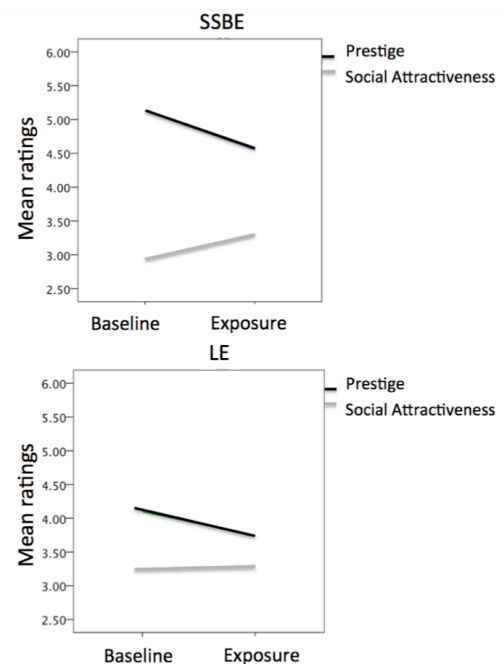 SSBE
Prestige
Social Attractiveness
6.00
5.50
5.00
4.50
4.00
3.50
3.00
2.50
Mean ratings
Baseline Exposure
LE
Prestige
Social Attractiveness
6.00
5.50
5.00
4.50
4.00
3.50
3.00
2.50
Mean ratings
Baseline Exposure